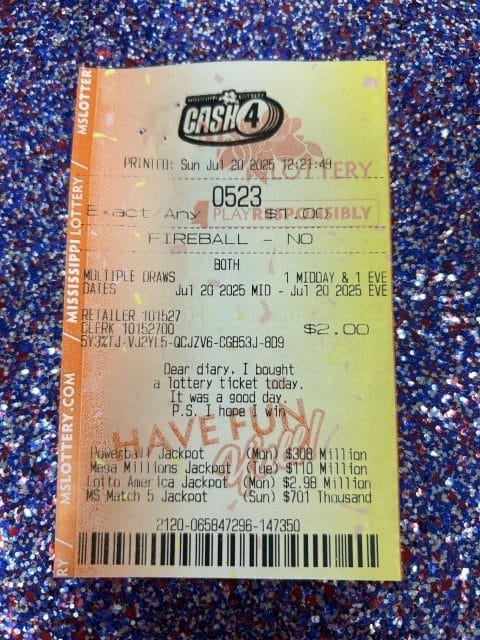 MISSISSIPPI LOTTERY
CASH 4
PRINTED: Sun Jul 20 2025 12:21:49
LOTTERY
0523
Exact/Any $1.00
PLAY RESPONSIBLY
FIREBALL - NO
BOTH
MULTIPLE DRAWS 1 MIDDAY & 1 EVE
DATES Jul 20 2025 MID - Jul 20 2025 EVE
RETAILER 101527
CLERK 10152700 $2.00
5Y3%TJ-VJ2YL5-QCJZV6-CGB53J-8D9
Dear diary, I bought
a lottery ticket today.
It was a good day.
P.S. I hope I win
HAVE FUN
Powerball Jackpot (Mon) $308 Million
Mega Millions Jackpot (Tue) $110 Million
Lotto America Jackpot (Mon) $2.98 Million
MS Match 5 Jackpot (Sun) $701 Thousand
2120-065847296-147350
MSLOTTER
MISSISSIPPI LOTTERY
MSLOTTERY.COM
RY